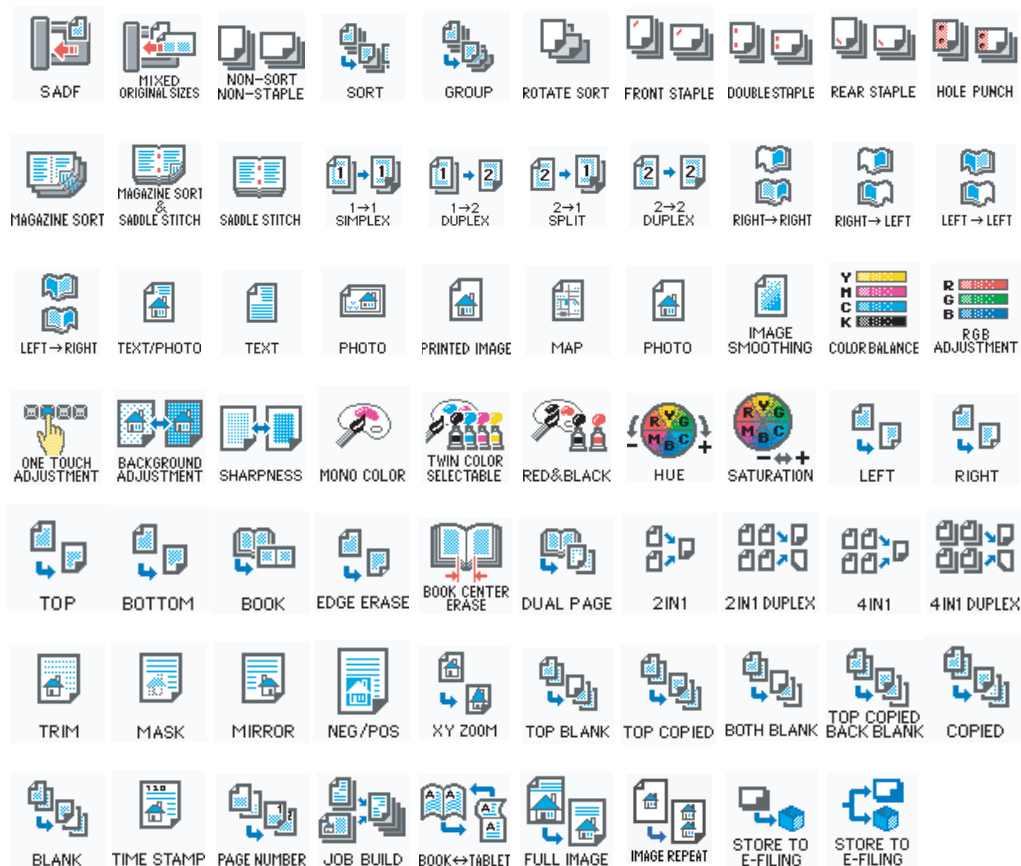 SADF
MIXED
ORIGINAL SIZES
NON-SORT
NON-STAPLE
SORT
GROUP
ROTATE SORT
FRONT STAPLE
DOUBLE STAPLE
REAR STAPLE
HOLE PUNCH
MAGAZINE SORT
MAGAZINE SORT
&
SADDLE STITCH
SADDLE STITCH
1 → 1
1→1
SIMPLEX
1 → 2
1→2
DUPLEX
2 → 1
2→1
SPLIT
2 → 2
2→2
DUPLEX
RIGHT→RIGHT
RIGHT→LEFT
LEFT→LEFT
LEFT→RIGHT
TEXT/PHOTO
TEXT
PHOTO
PRINTED IMAGE
MAP
PHOTO
IMAGE
SMOOTHING
Y
M
C
K
COLOR BALANCE
R
G
B
RGB
ADJUSTMENT
ONE TOUCH
ADJUSTMENT
BACKGROUND
ADJUSTMENT
SHARPNESS
MONO COLOR
TWIN COLOR
SELECTABLE
RED&BLACK
R Y G
M B C
- +
HUE
R Y G
M B C
- ↔ +
SATURATION
LEFT
RIGHT
TOP
BOTTOM
BOOK
EDGE ERASE
BOOK CENTER
ERASE
DUAL PAGE
2IN1
2IN1 DUPLEX
4IN1
4IN1 DUPLEX
TRIM
MASK
MIRROR
NEG/POS
XY ZOOM
TOP BLANK
TOP COPIED
BOTH BLANK
TOP COPIED
BACK BLANK
COPIED
BLANK
TIME STAMP
1 2
PAGE NUMBER
JOB BUILD
A A
A
A
BOOK↔TABLET
FULL IMAGE
IMAGE REPEAT
STORE TO
E-FILING
STORE TO
E-FILING